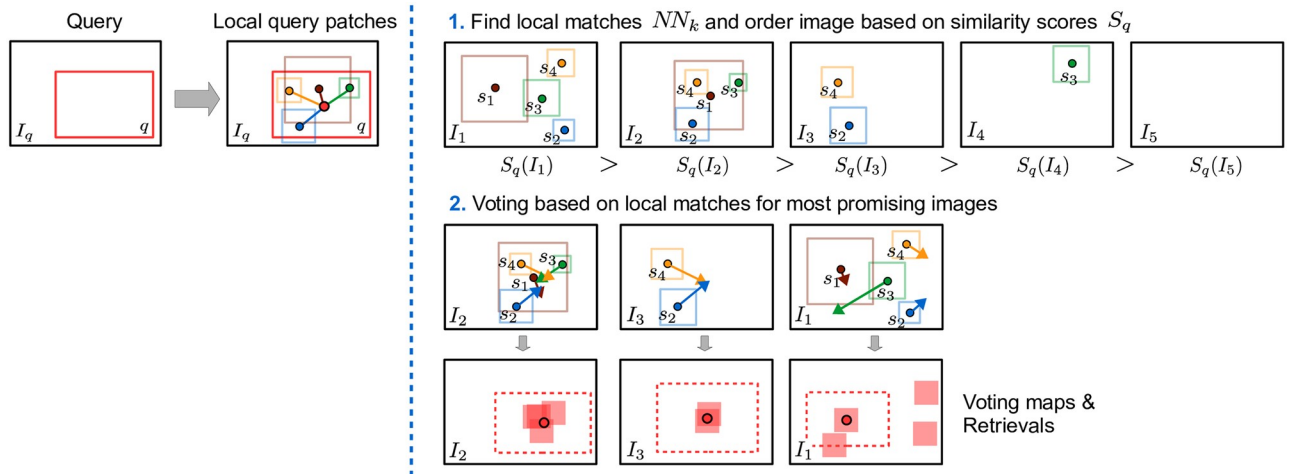 Query
Local query patches
I_q
q
I_q
q
1. Find local matches NN_k and order image based on similarity scores S_q
s_4
s_1
s_3
s_2
I_1
s_4
s_3
s_1
s_2
I_2
s_4
s_2
I_3
s_3
I_4
I_5
S_q(I_1) > S_q(I_2) > S_q(I_3) > S_q(I_4) > S_q(I_5)
2. Voting based on local matches for most promising images
s_4
s_3
s_1
s_2
I_2
s_4
s_2
I_3
s_4
s_1
s_3
s_2
I_1
I_2
I_3
I_1
Voting maps &
Retrievals